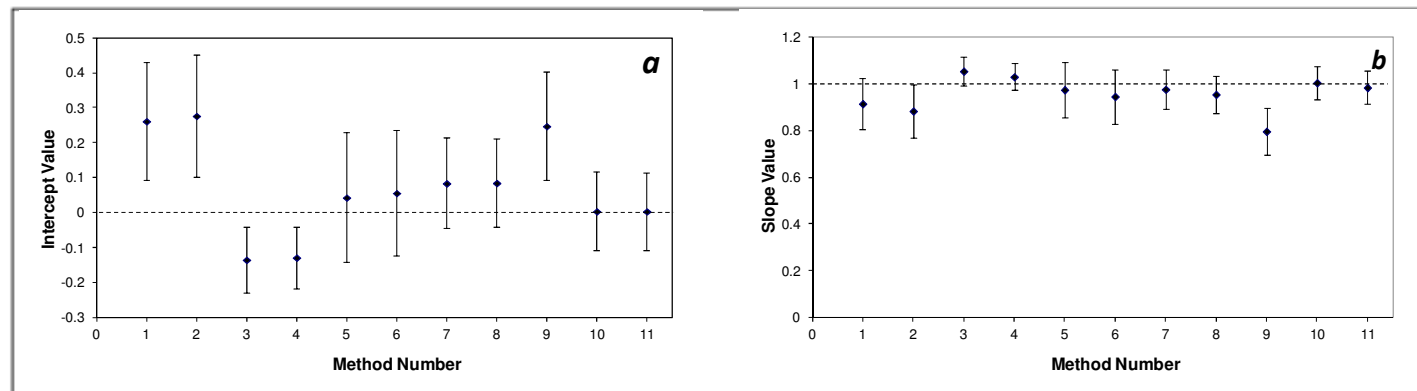 a
0.5
0.4
0.3
0.2
0.1
0
-0.1
-0.2
-0.3
Intercept Value
0 1 2 3 4 5 6 7 8 9 10 11
Method Number
b
1.2
1
0.8
0.6
0.4
0.2
0
Slope Value
0 1 2 3 4 5 6 7 8 9 10 11
Method Number